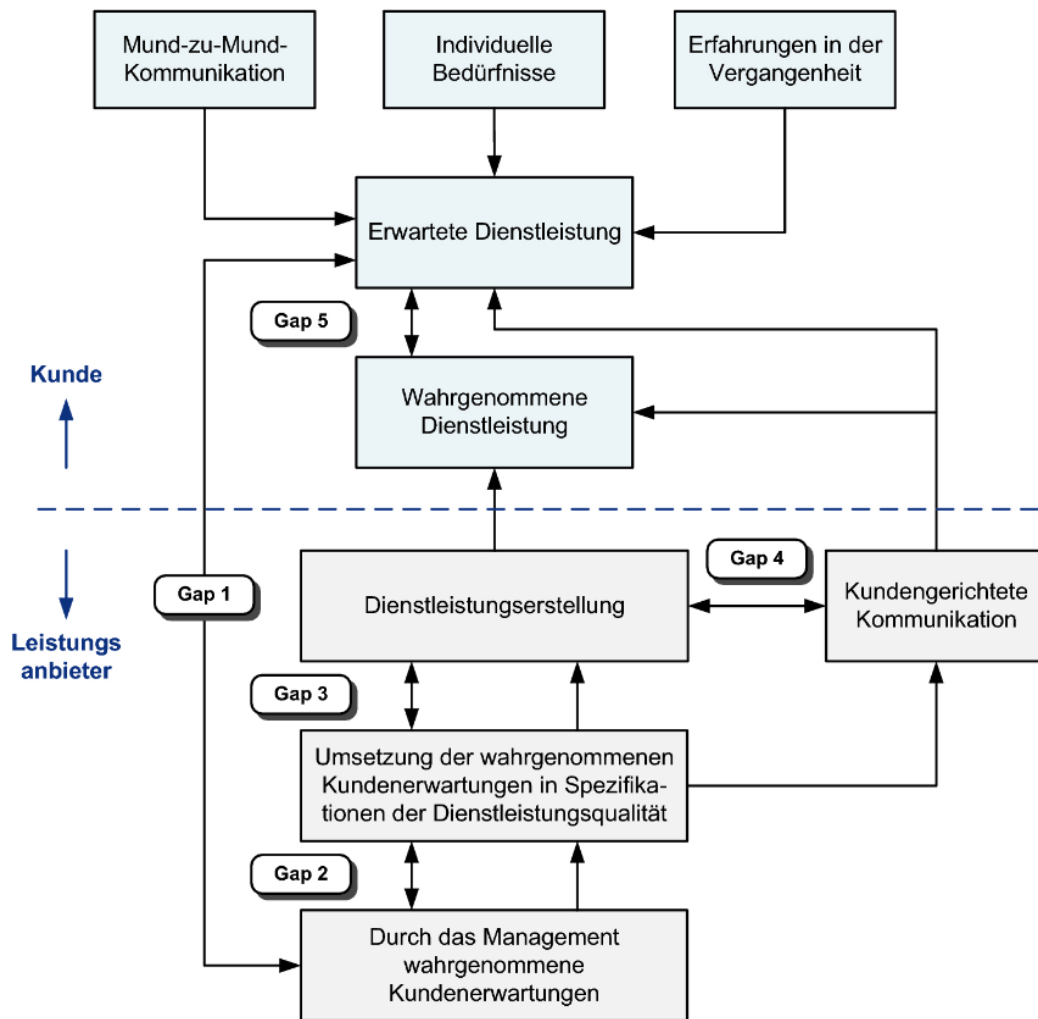 Mund-zu-Mund-
Kommunikation
Individuelle
Bedürfnisse
Erfahrungen in der
Vergangenheit
Erwartete Dienstleistung
Gap 5
Kunde
Wahrgenommene
Dienstleistung
Gap 1
Leistungs
anbieter
Dienstleistungserstellung
Gap 4
Kundengerichtete
Kommunikation
Gap 3
Umsetzung der wahrgenommenen
Kundenerwartungen in Spezifika-
tionen der Dienstleistungsqualität
Gap 2
Durch das Management
wahrgenommene
Kundenerwartungen